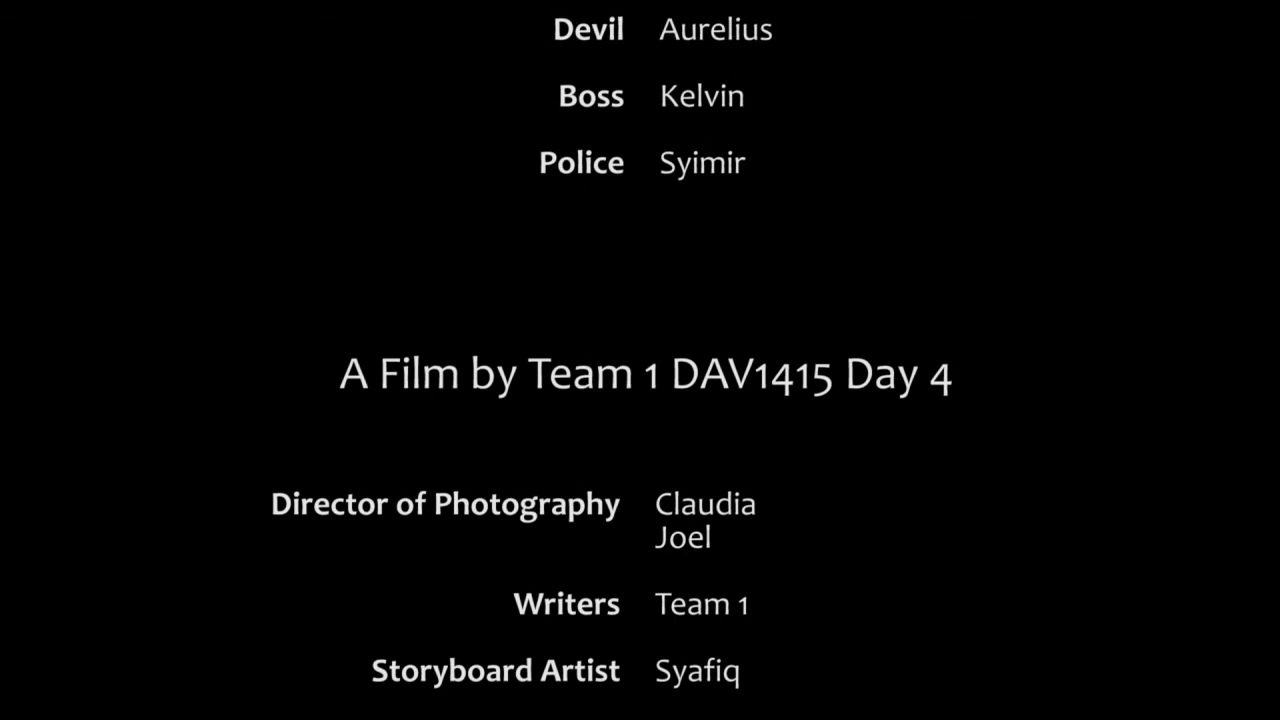 Devil Aurelius
Boss Kelvin
Police Syimir
A Film by Team 1 DAV1415 Day 4
Director of Photography Claudia
Joel
Writers Team 1
Storyboard Artist Syafiq